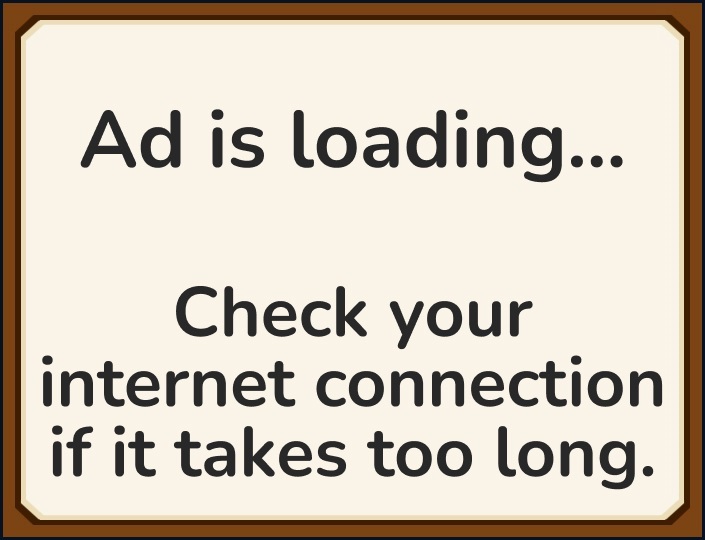 Ad is loading...
Check your
internet connection
if it takes too long.